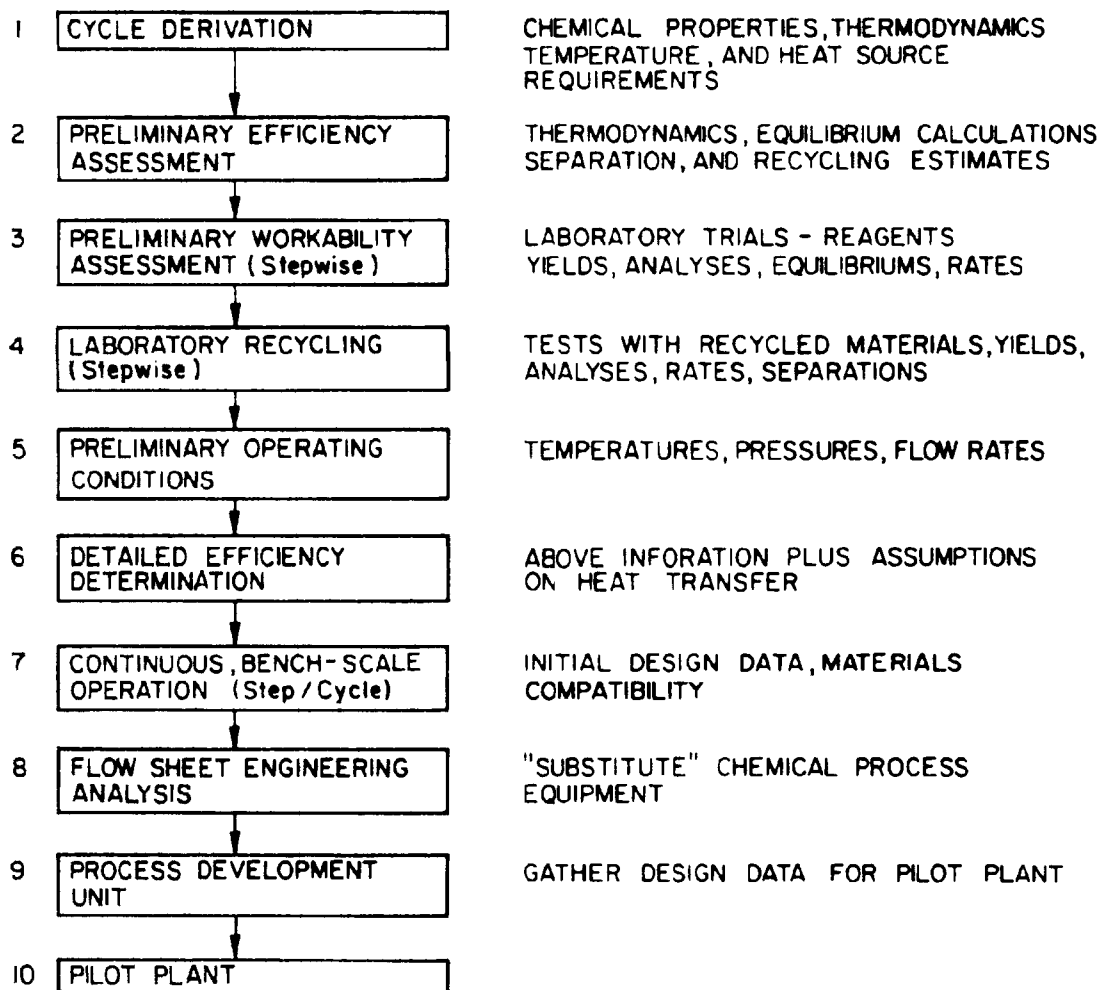 1 CYCLE DERIVATION CHEMICAL PROPERTIES, THERMODYNAMICS
TEMPERATURE, AND HEAT SOURCE
REQUIREMENTS
2 PRELIMINARY EFFICIENCY THERMODYNAMICS, EQUILIBRIUM CALCULATIONS
ASSESSMENT SEPARATION, AND RECYCLING ESTIMATES
3 PRELIMINARY WORKABILITY LABORATORY TRIALS - REAGENTS
ASSESSMENT (Stepwise) YIELDS, ANALYSES, EQUILIBRIUMS, RATES
4 LABORATORY RECYCLING TESTS WITH RECYCLED MATERIALS, YIELDS,
(Stepwise) ANALYSES, RATES, SEPARATIONS
5 PRELIMINARY OPERATING TEMPERATURES, PRESSURES, FLOW RATES
CONDITIONS
6 DETAILED EFFICIENCY ABOVE INFORATION PLUS ASSUMPTIONS
DETERMINATION ON HEAT TRANSFER
7 CONTINUOUS, BENCH-SCALE INITIAL DESIGN DATA, MATERIALS
OPERATION (Step / Cycle) COMPATIBILITY
8 FLOW SHEET ENGINEERING "SUBSTITUTE" CHEMICAL PROCESS
ANALYSIS EQUIPMENT
9 PROCESS DEVELOPMENT GATHER DESIGN DATA FOR PILOT PLANT
UNIT
10 PILOT PLANT